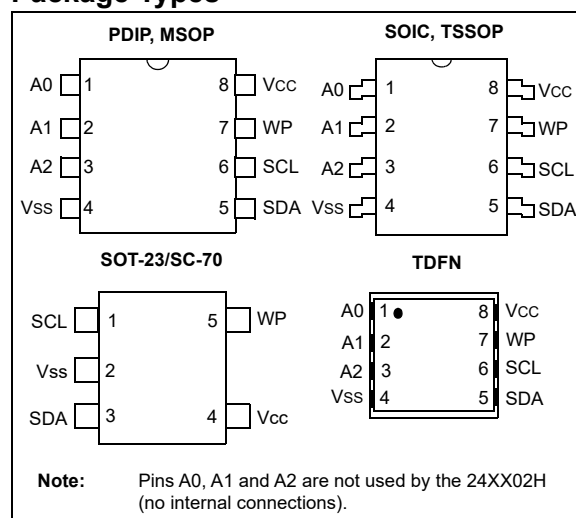 Package Types
PDIP, MSOP
A0 1 8 VCC
A1 2 7 WP
A2 3 6 SCL
VSS 4 5 SDA
SOIC, TSSOP
A0 1 8 VCC
A1 2 7 WP
A2 3 6 SCL
VSS 4 5 SDA
SOT-23/SC-70
SCL 1 5 WP
Vss 2
SDA 3 4 Vcc
TDFN
A0 1 8 VCC
A1 2 7 WP
A2 3 6 SCL
VSS 4 5 SDA
Note: Pins A0, A1 and A2 are not used by the 24XX02H
(no internal connections).